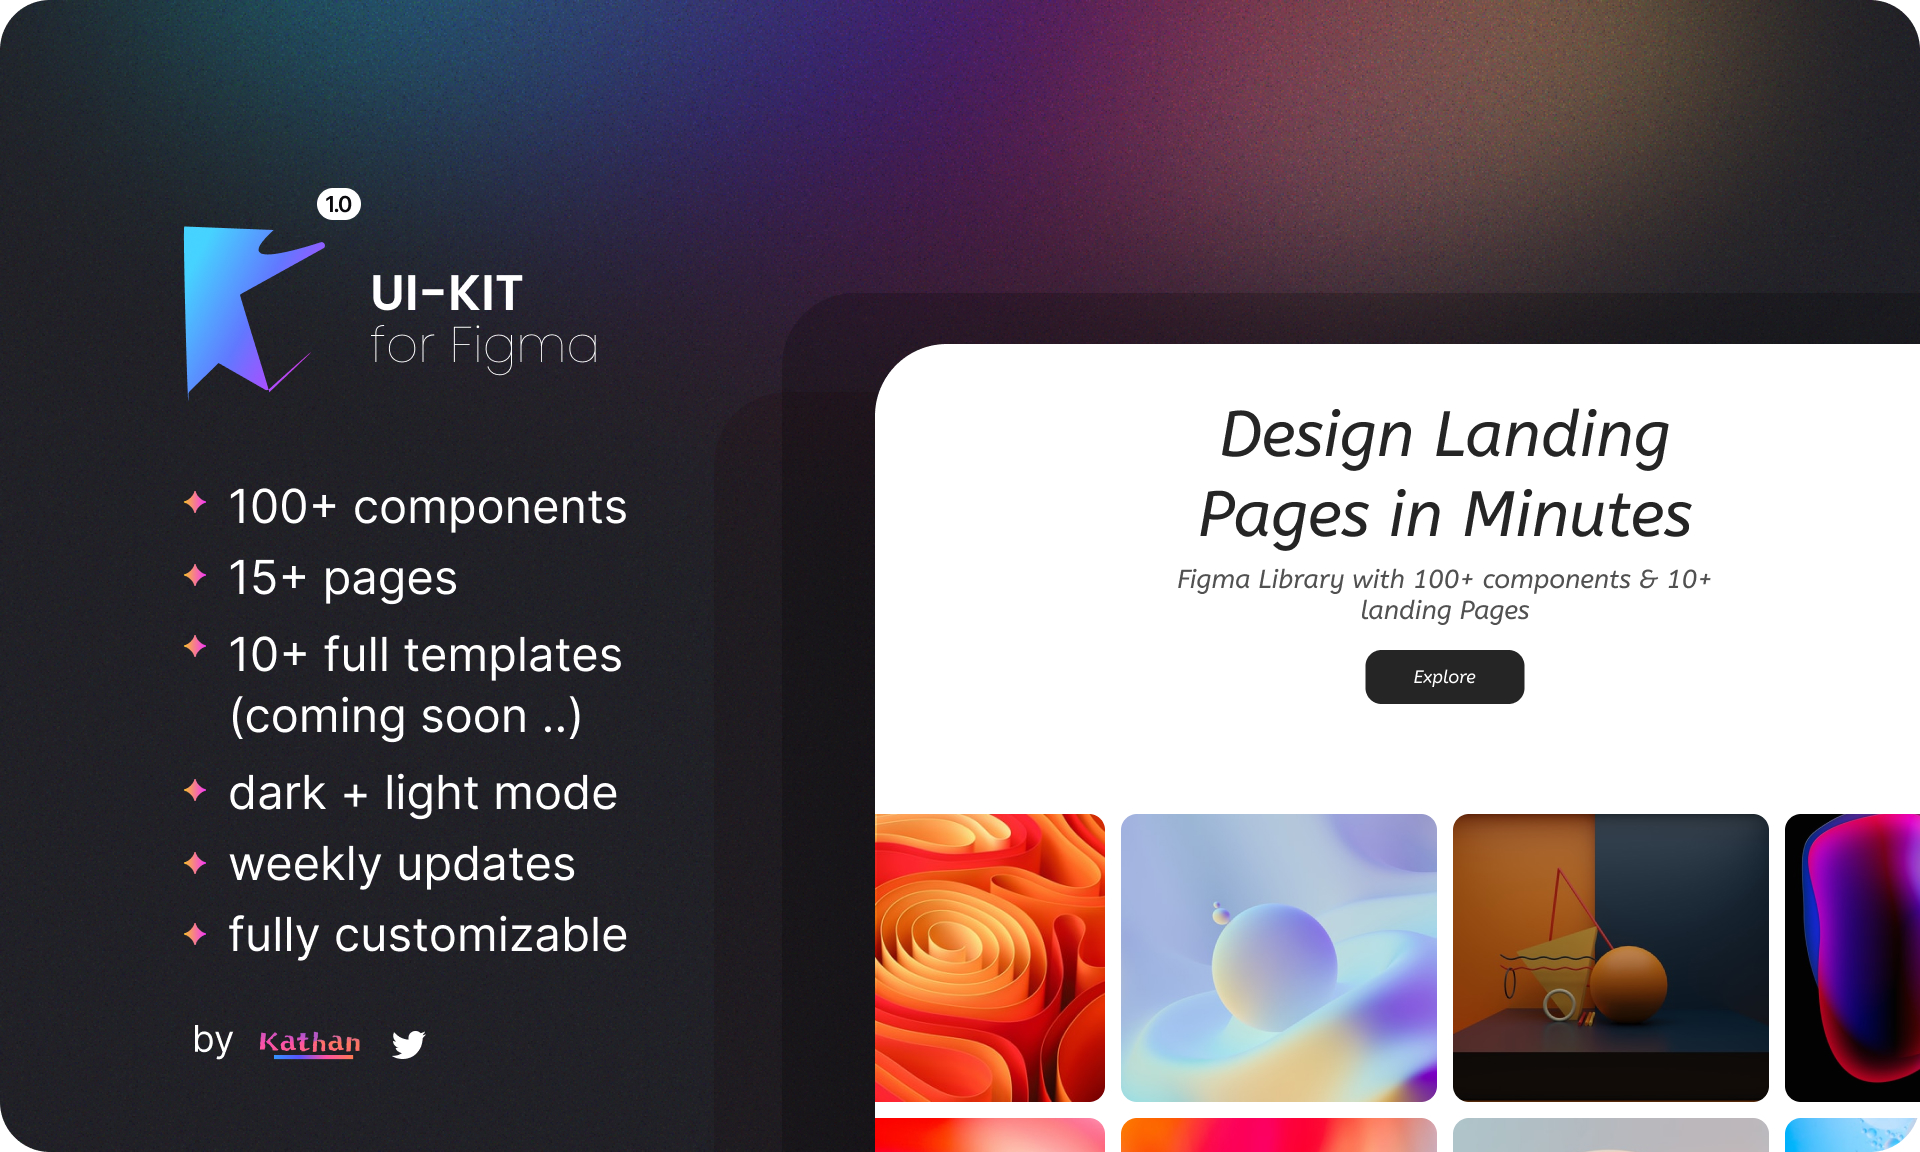 1.0
UI-KIT
for Figma
100+ components
15+ pages
10+ full templates
(coming soon ..)
dark + light mode
weekly updates
fully customizable
by Kathan
Design Landing
Pages in Minutes
Figma Library with 100+ components & 10+
landing Pages
Explore